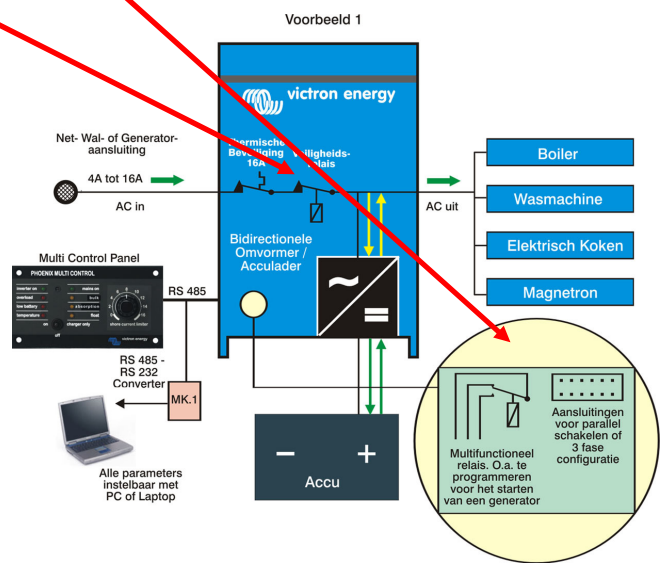 Voorbeeld 1
victron energy
Net- Wal- of Generator-
aansluiting
4A tot 16A
AC in
Thermische
Beveiliging
16A
Veiligheids-
relais
AC uit
Boiler
Wasmachine
Elektrisch Koken
Magnetron
Bidirectionele
Omvormer /
Acculader
Multi Control Panel
PHOENIX MULTI CONTROL
inverter on
overload
low battery
temperature
mains on
bulk
absorption
float
on
off
charger only
shore current limiter
victron energy
RS 485
RS 485 -
RS 232
Converter
MK.1
Alle parameters
instelbaar met
PC of Laptop
Accu
Multifunctioneel
relais. O.a. te
programmeren
voor het starten
van een generator
Aansluitingen
voor parallel
schakelen of
3 fase
configuratie